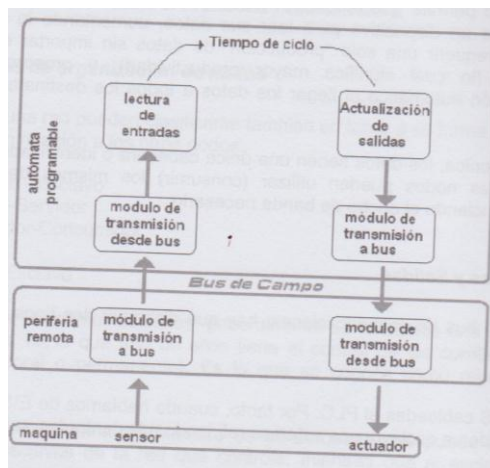 Tiempo de ciclo
lectura
de
entradas
Actualización
de
salidas
autómata
programable
modulo de
transmisión
desde bus
módulo de
transmisión
a bus
Bus de Campo
periferia
remota
módulo de
transmisión
a bus
modulo de
transmisión
desde bus
maquina
sensor
actuador